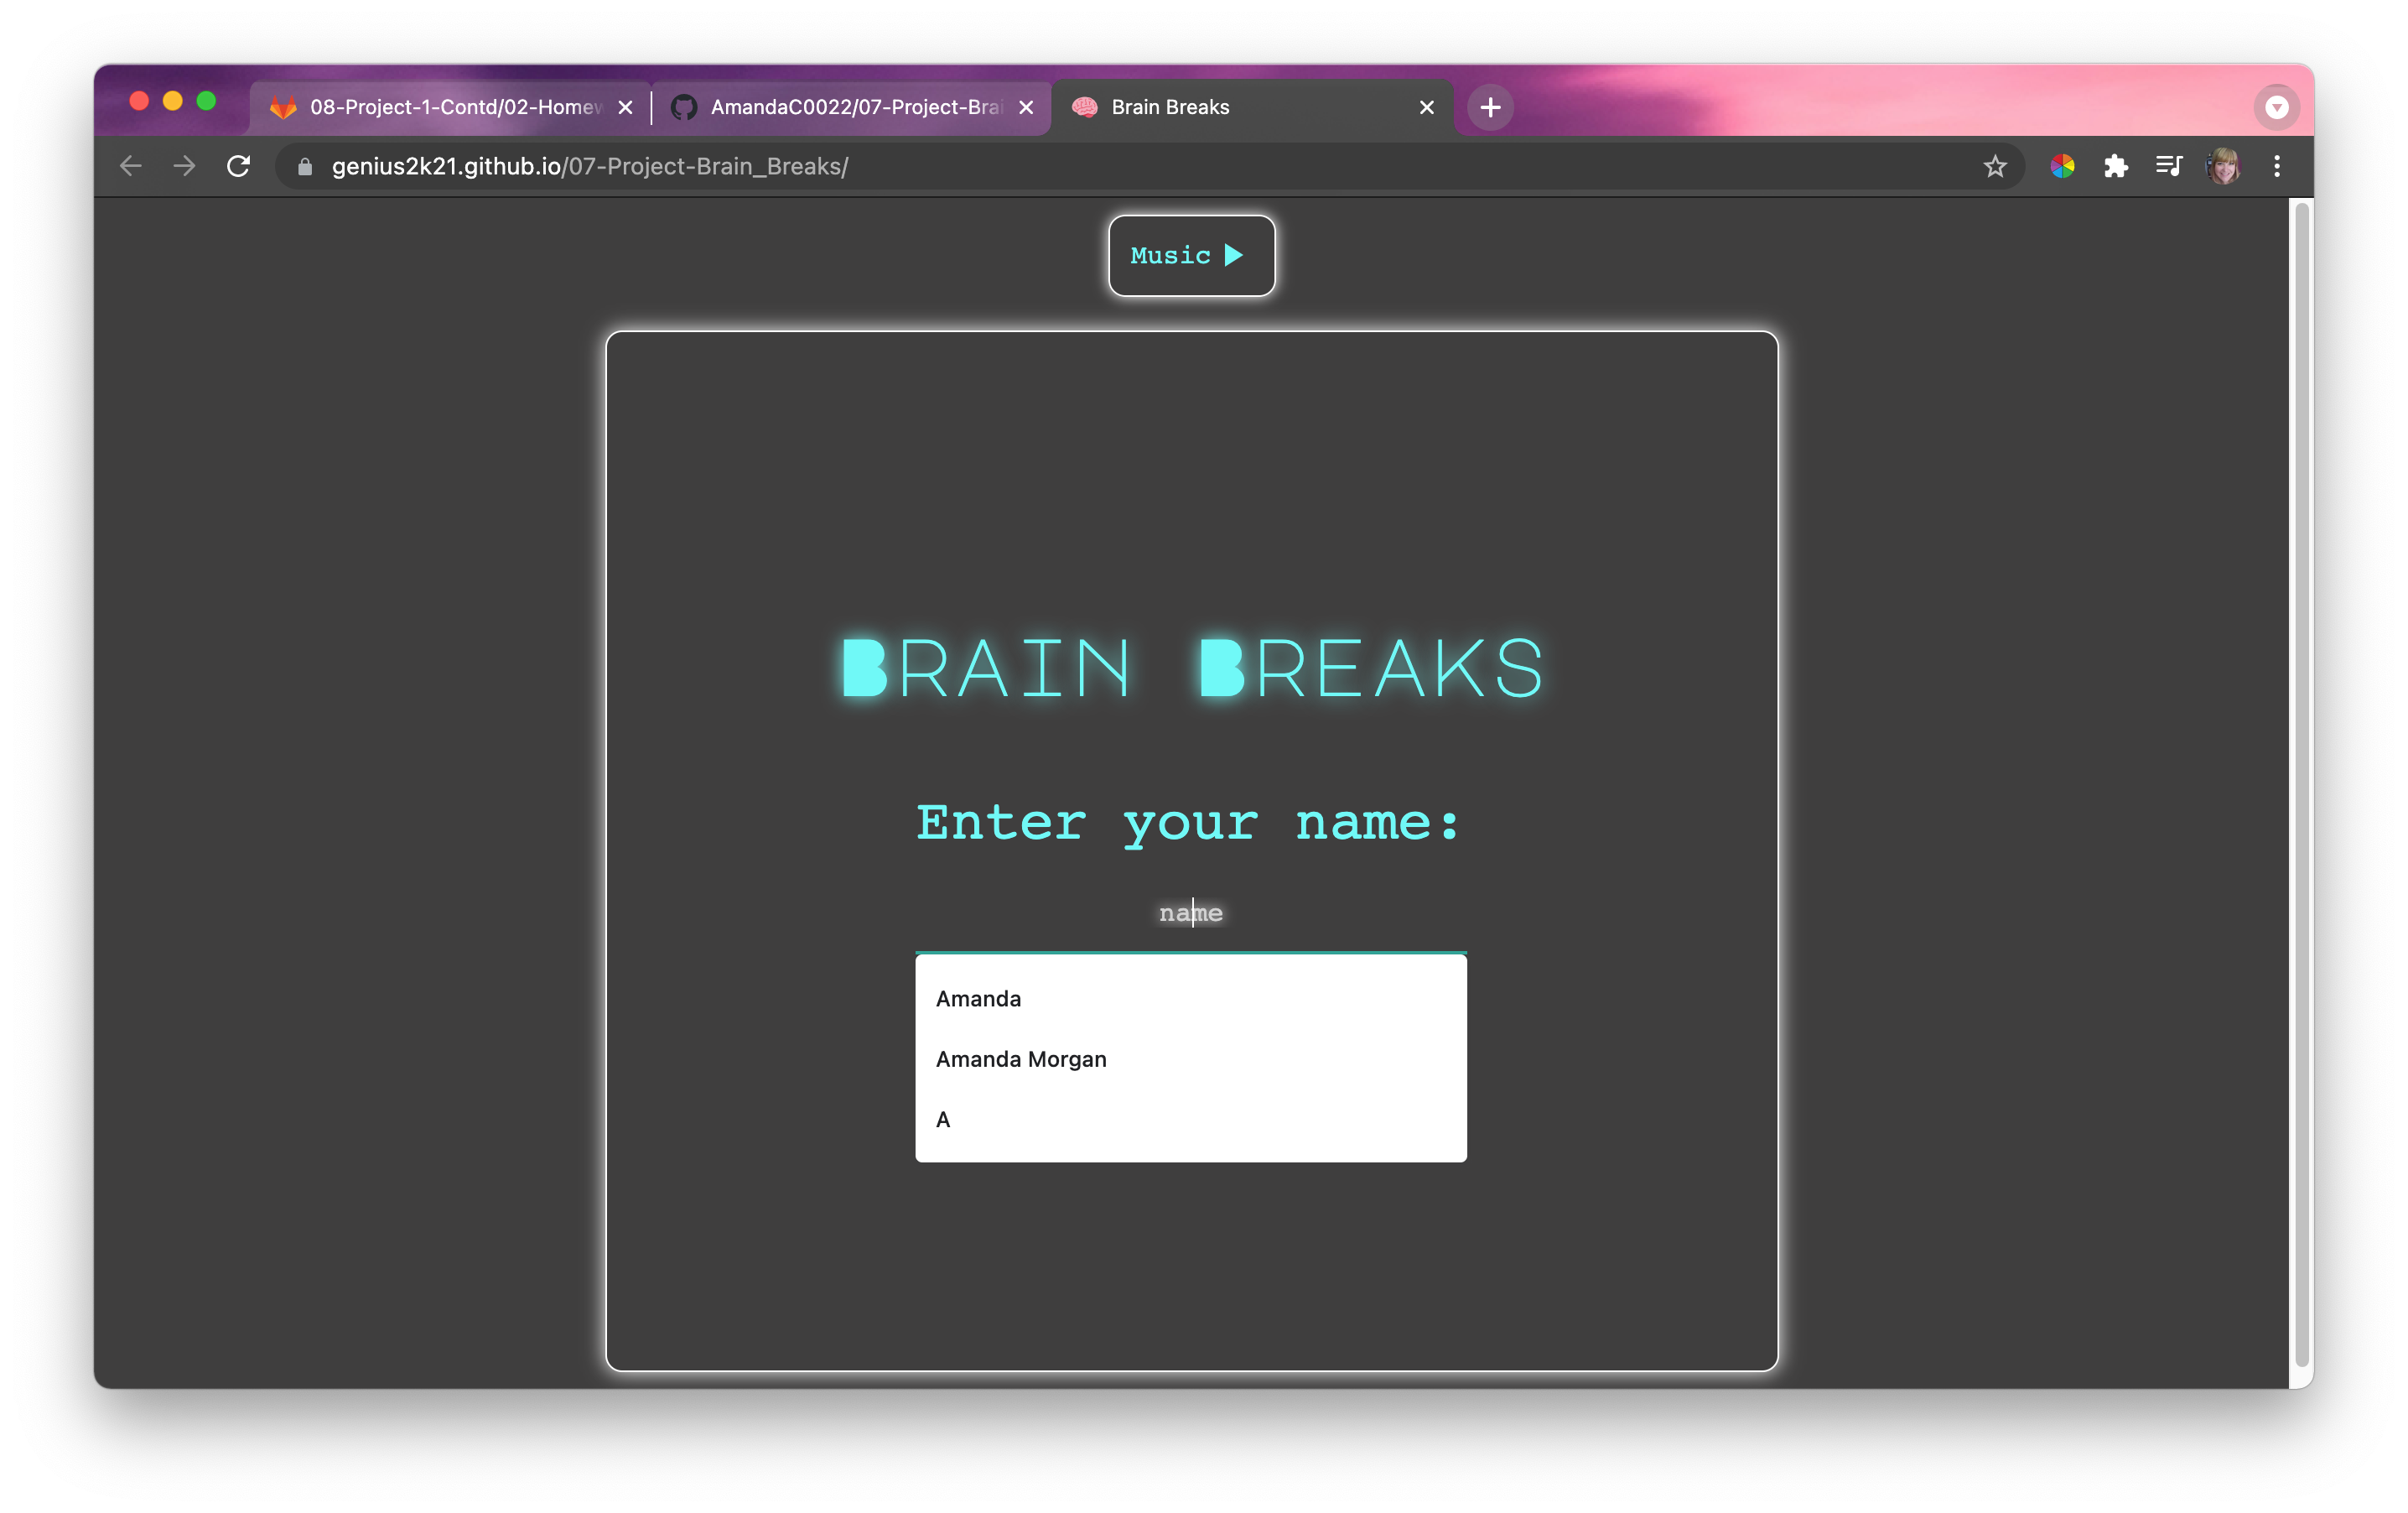 08-Project-1-Contd/02-Homew
AmandaC0022/07-Project-Brai
Brain Breaks
genius2k21.github.io/07-Project-Brain_Breaks/
Music
Brain Breaks
Enter your name:
name
Amanda
Amanda Morgan
A